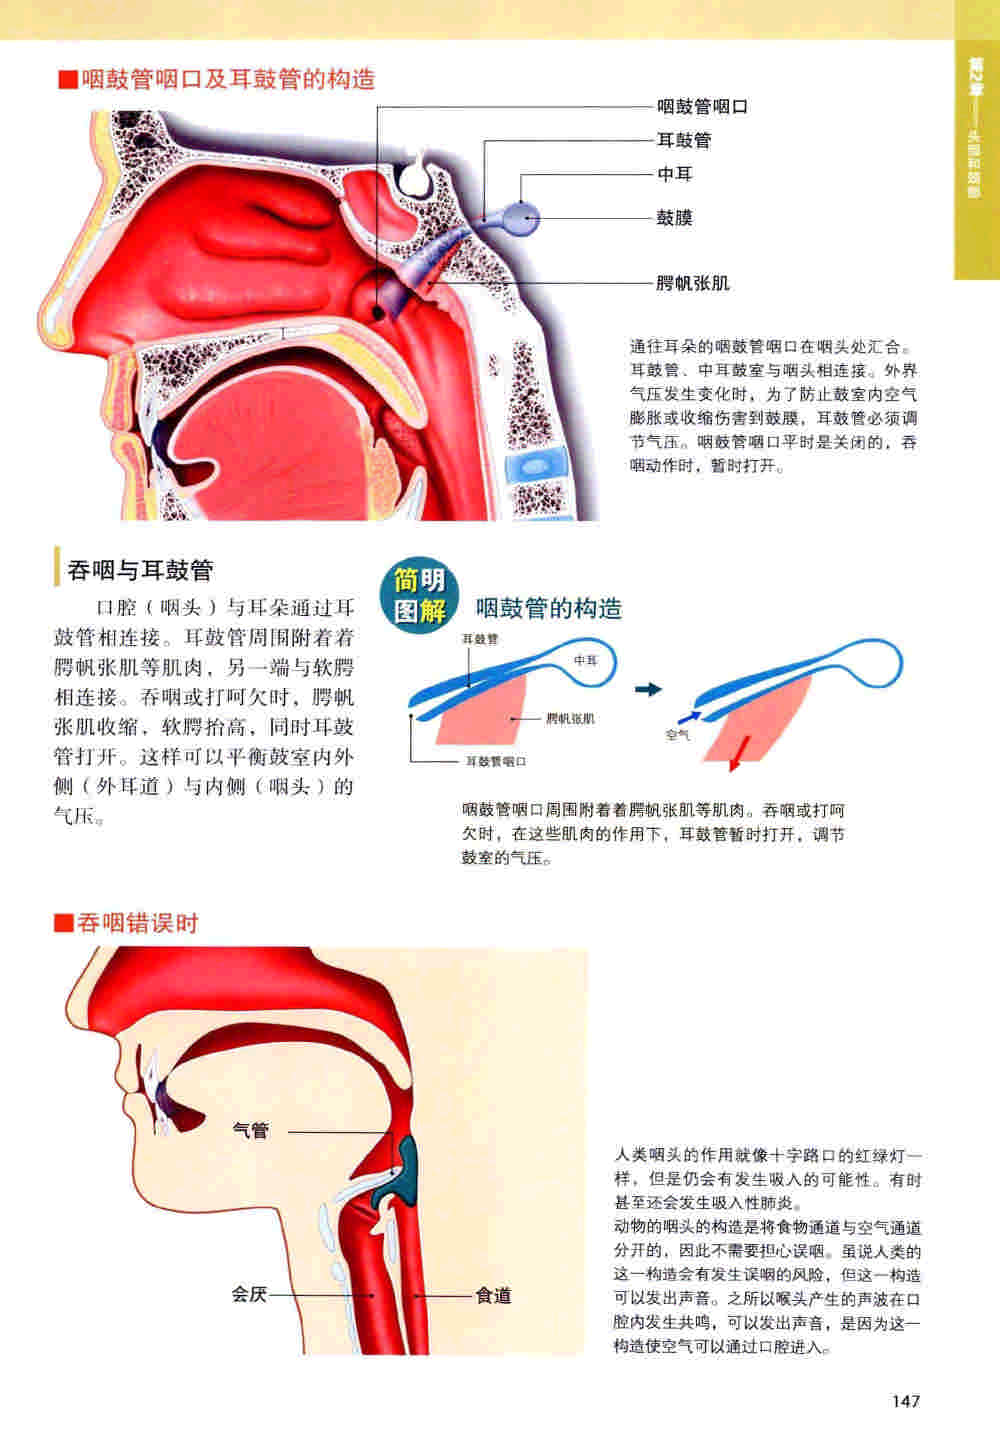 第2章——头部和颈部
■咽鼓管咽口及耳鼓管的构造
咽鼓管咽口
耳鼓管
中耳
鼓膜
腭帆张肌
通往耳朵的咽鼓管咽口在咽头处汇合。
耳鼓管、中耳鼓室与咽头相连接。外界
气压发生变化时，为了防止鼓室内空气
膨胀或收缩伤害到鼓膜，耳鼓管必须调
节气压。咽鼓管咽口平时是关闭的，吞
咽动作时，暂时打开。
吞咽与耳鼓管
口腔（咽头）与耳朵通过耳
鼓管相连接。耳鼓管周围附着着
腭帆张肌等肌肉，另一端与软腭
相连接。吞咽或打呵欠时，腭帆
张肌收缩，软腭抬高，同时耳鼓
管打开。这样可以平衡鼓室内外
侧（外耳道）与内侧（咽头）的
气压。
简明
图解
咽鼓管的构造
耳鼓管
中耳
腭帆张肌
耳鼓管咽口
空气
咽鼓管咽口周围附着着腭帆张肌等肌肉。吞咽或打呵
欠时，在这些肌肉的作用下，耳鼓管暂时打开，调节
鼓室的气压。
■吞咽错误时
气管
会厌
食道
人类咽头的作用就像十字路口的红绿灯一
样，但是仍会有发生吸入的可能性。有时
甚至还会发生吸入性肺炎。
动物的咽头的构造是将食物通道与空气通道
分开的，因此不需要担心误咽。虽说人类的
这一构造会有发生误咽的风险，但这一构造
可以发出声音。之所以喉头产生的声波在口
腔内发生共鸣，可以发出声音，是因为这一
构造使空气可以通过口腔进入。
147